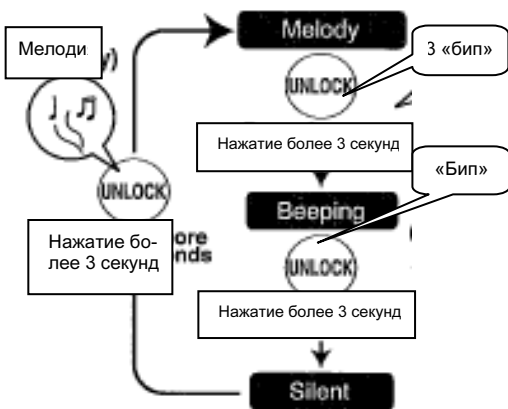 Melody
Мелоди
UNLOCK
3 «бип»
Нажатие более 3 секунд
«Бип»
UNLOCK
Beeping
Нажатие бо-
лее 3 секунд
ore
nds
UNLOCK
Нажатие более 3 секунд
Silent